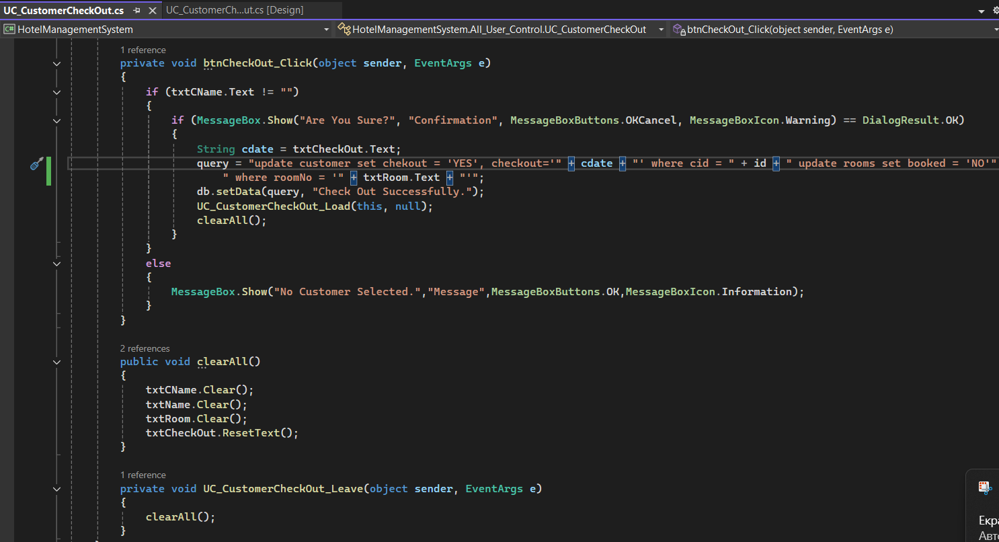 UC_CustomerCheckOut.cs UC_CustomerCh...ut.cs [Design]
C# HotelManagementSystem HotelManagementSystem.All_User_Control.UC_CustomerCheckOut btnCheckOut_Click(object sender, EventArgs e)
1 reference
private void btnCheckOut_Click(object sender, EventArgs e)
{
if (txtCName.Text != "")
{
if (MessageBox.Show("Are You Sure?", "Confirmation", MessageBoxButtons.OKCancel, MessageBoxIcon.Warning) == DialogResult.OK)
{
String cdate = txtCheckOut.Text;
query = "update customer set chekout = 'YES', checkout='" + cdate + "' where cid = " + id + " update rooms set booked = 'NO'"
" where roomNo = '" + txtRoom.Text + "'";
db.setData(query, "Check Out Successfully.");
UC_CustomerCheckOut_Load(this, null);
clearAll();
}
}
else
{
MessageBox.Show("No Customer Selected.","Message",MessageBoxButtons.OK,MessageBoxIcon.Information);
}
}
2 references
public void clearAll()
{
txtCName.Clear();
txtName.Clear();
txtRoom.Clear();
txtCheckOut.ResetText();
}
1 reference
private void UC_CustomerCheckOut_Leave(object sender, EventArgs e)
{
clearAll();
}
Екра
Авто